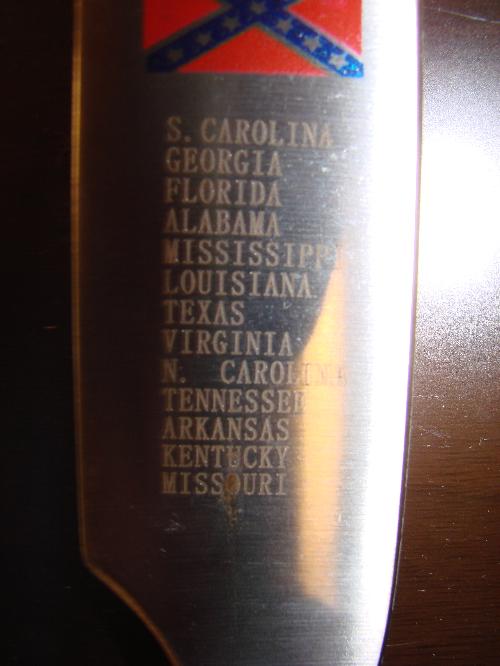 S. CAROLINA
GEORGIA
FLORIDA
ALABAMA
MISSISSIPPI
LOUISIANA
TEXAS
VIRGINIA
N. CAROLINA
TENNESSEE
ARKANSAS
KENTUCKY
MISSOURI